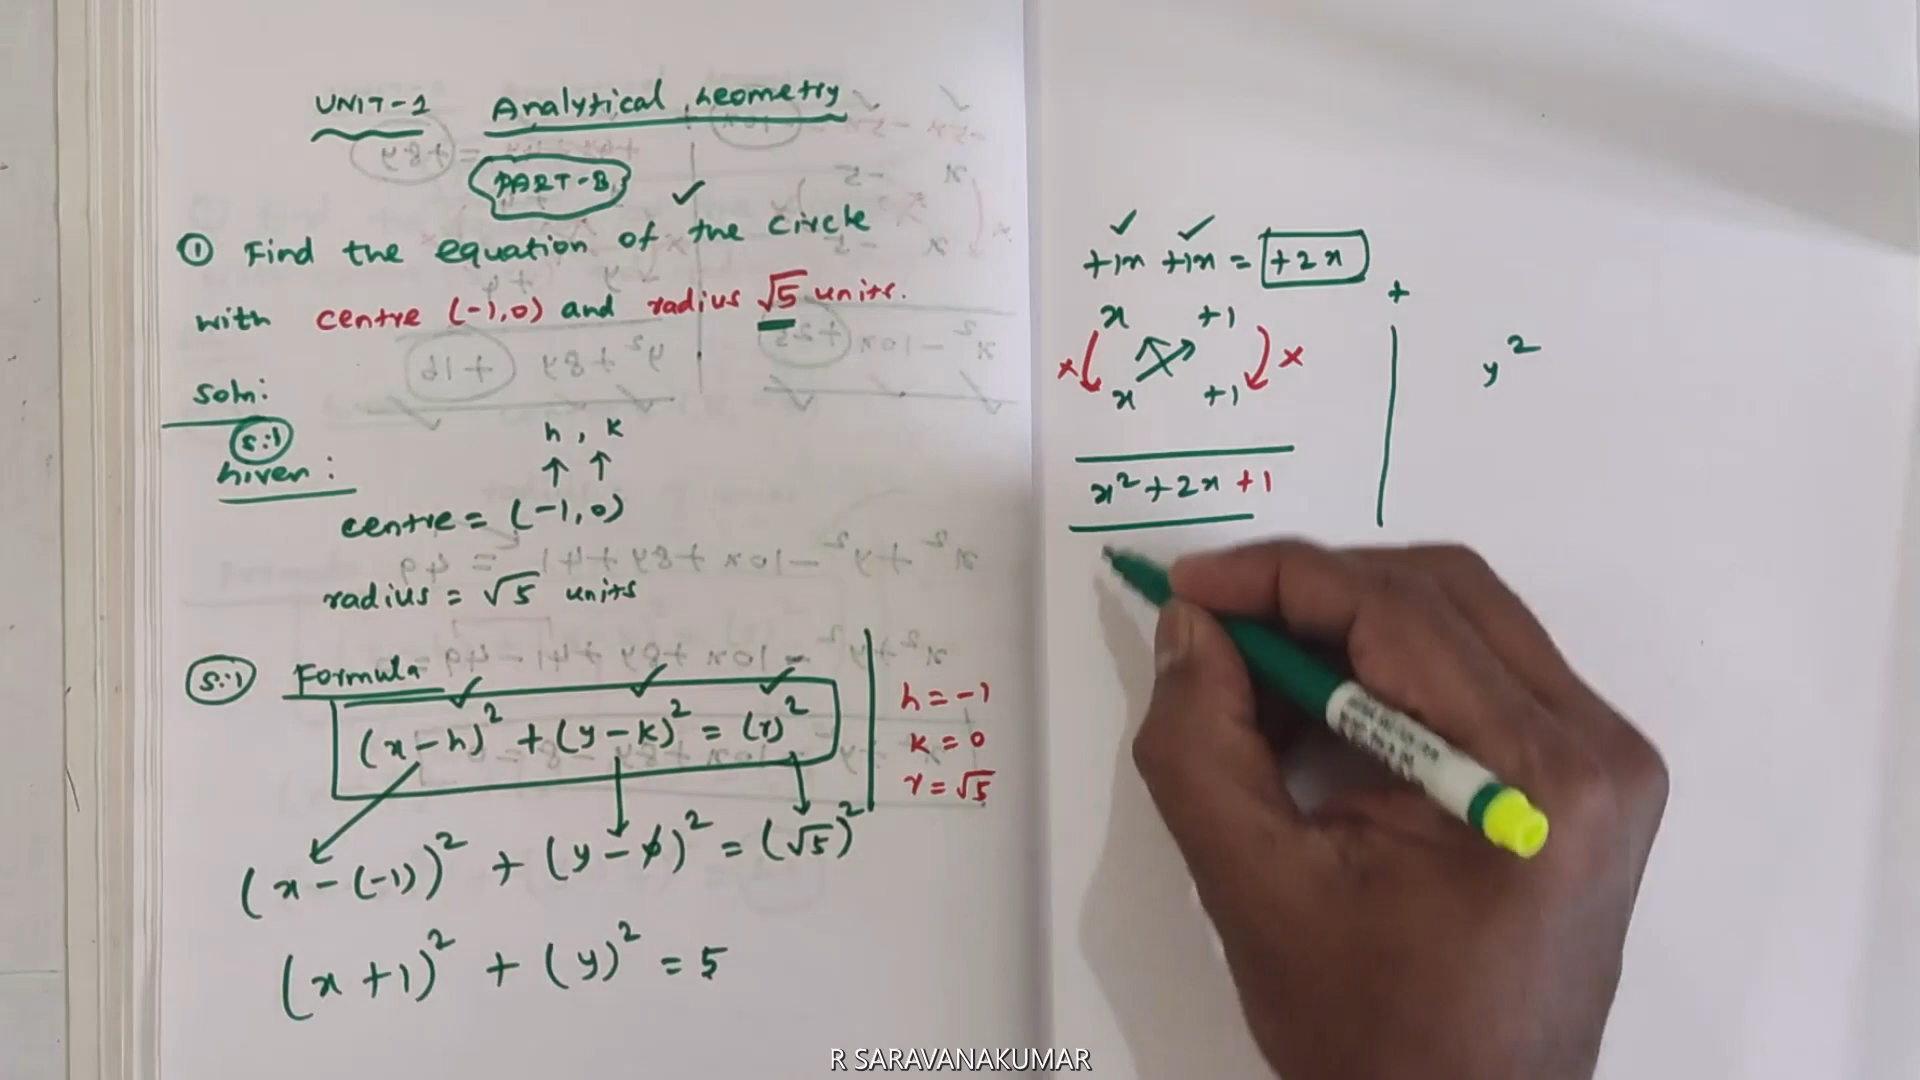 UNIT-1 Analytical Geometry
PART-B
① Find the equation of the circle
with centre (-1,0) and radius √5 units.
Soln:
S:1
Given:
h, k
↑ ↑
centre = (-1,0)
radius = √5 units
S:1 Formula
(x-h)² + (y-k)² = (r)²
h = -1
k = 0
r = √5
(x-(-1))² + (y-0)² = (√5)²
(x+1)² + (y)² = 5
+1x +1x = +2x
+
x +1
x x
x +1
y²
x²+2x+1
R SARAVANAKUMAR